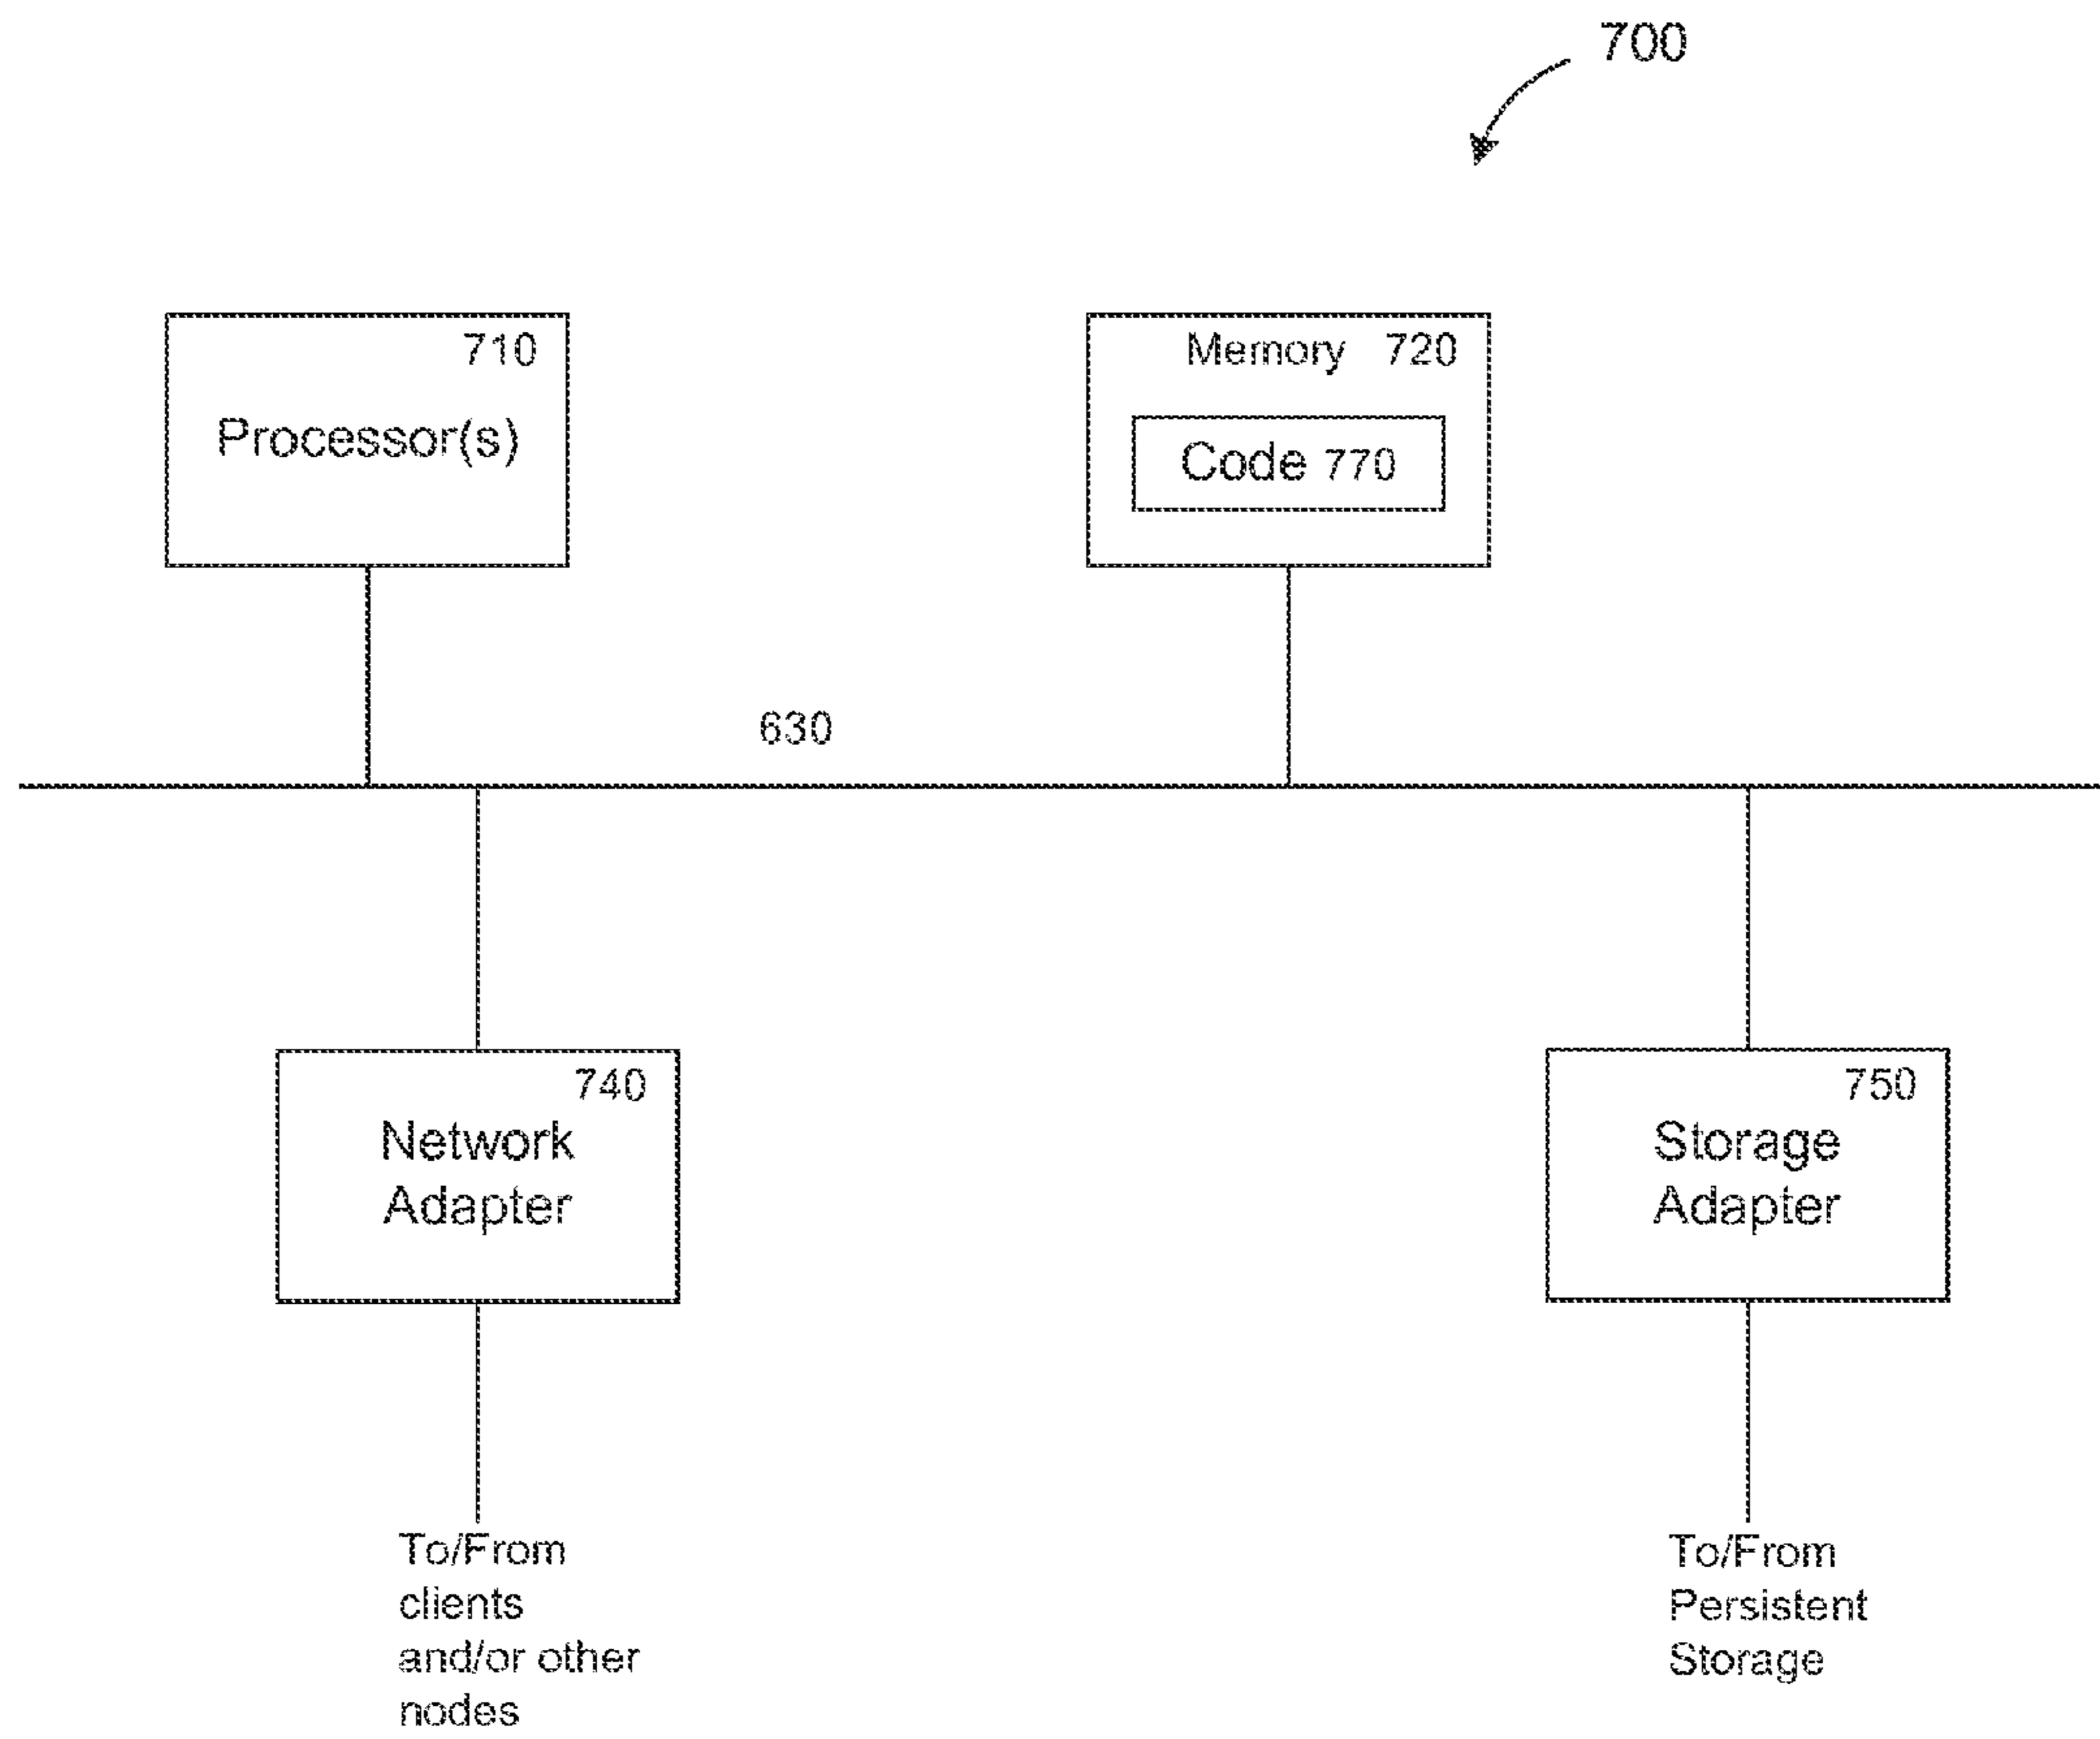 700
710
Processor(s)
Memory 720
Code 770
630
740
Network
Adapter
750
Storage
Adapter
To/From
clients
and/or other
nodes
To/From
Persistent
Storage